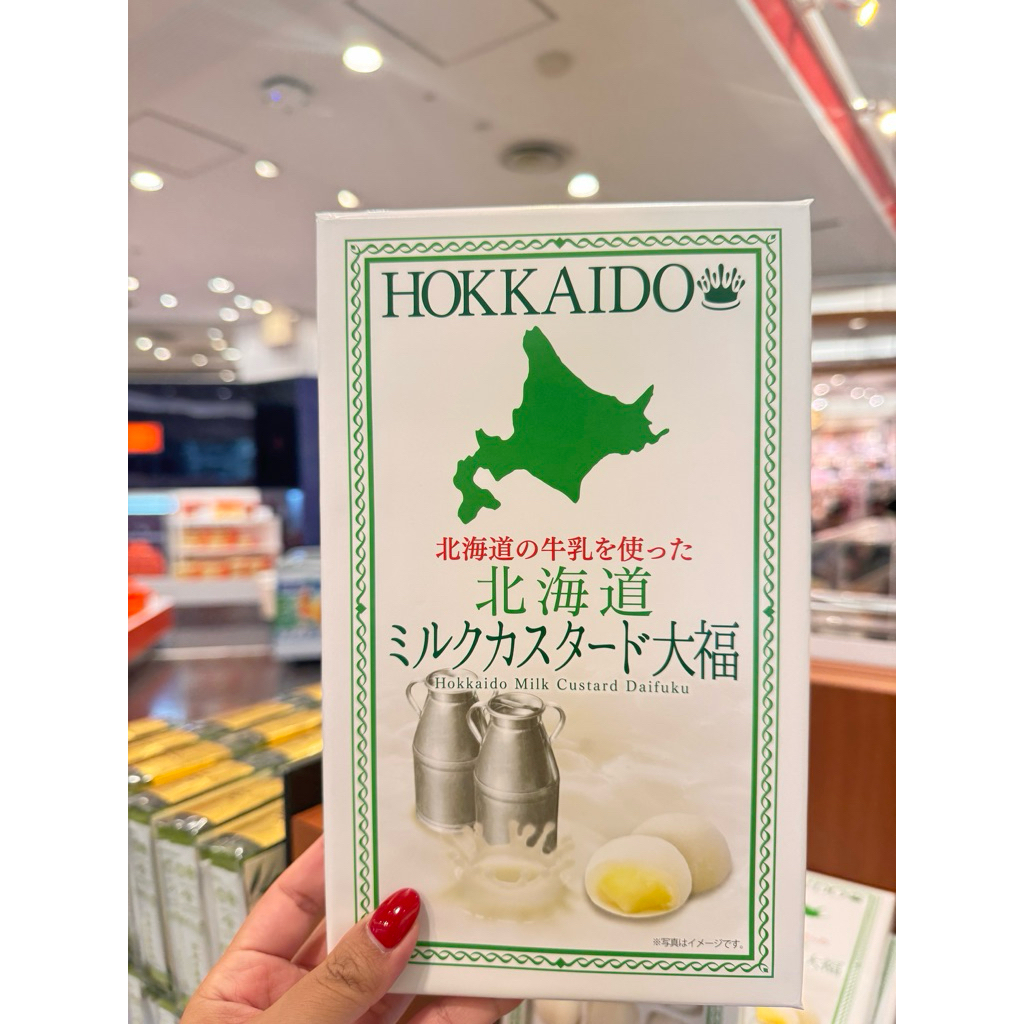 HOKKAIDO
北海道の牛乳を使った
北海道
ミルクカスタード大福
Hokkaido Milk Custard Daifuku
※写真はイメージです。